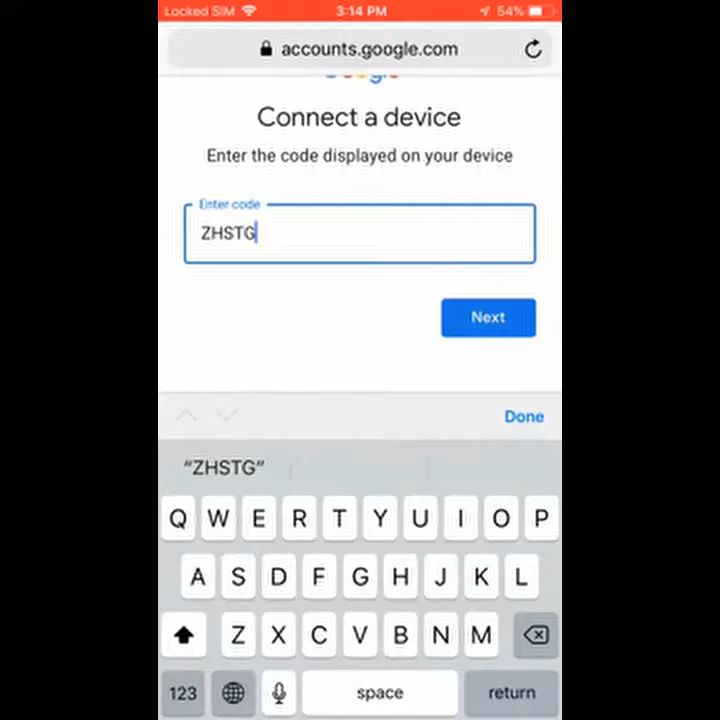 Locked SIM 3:14 PM 54%
accounts.google.com
Google
Connect a device
Enter the code displayed on your device
Enter code
ZHSTG
Next
Done
“ZHSTG”
Q W E R T Y U I O P
A S D F G H J K L
Z X C V B N M
123 space return